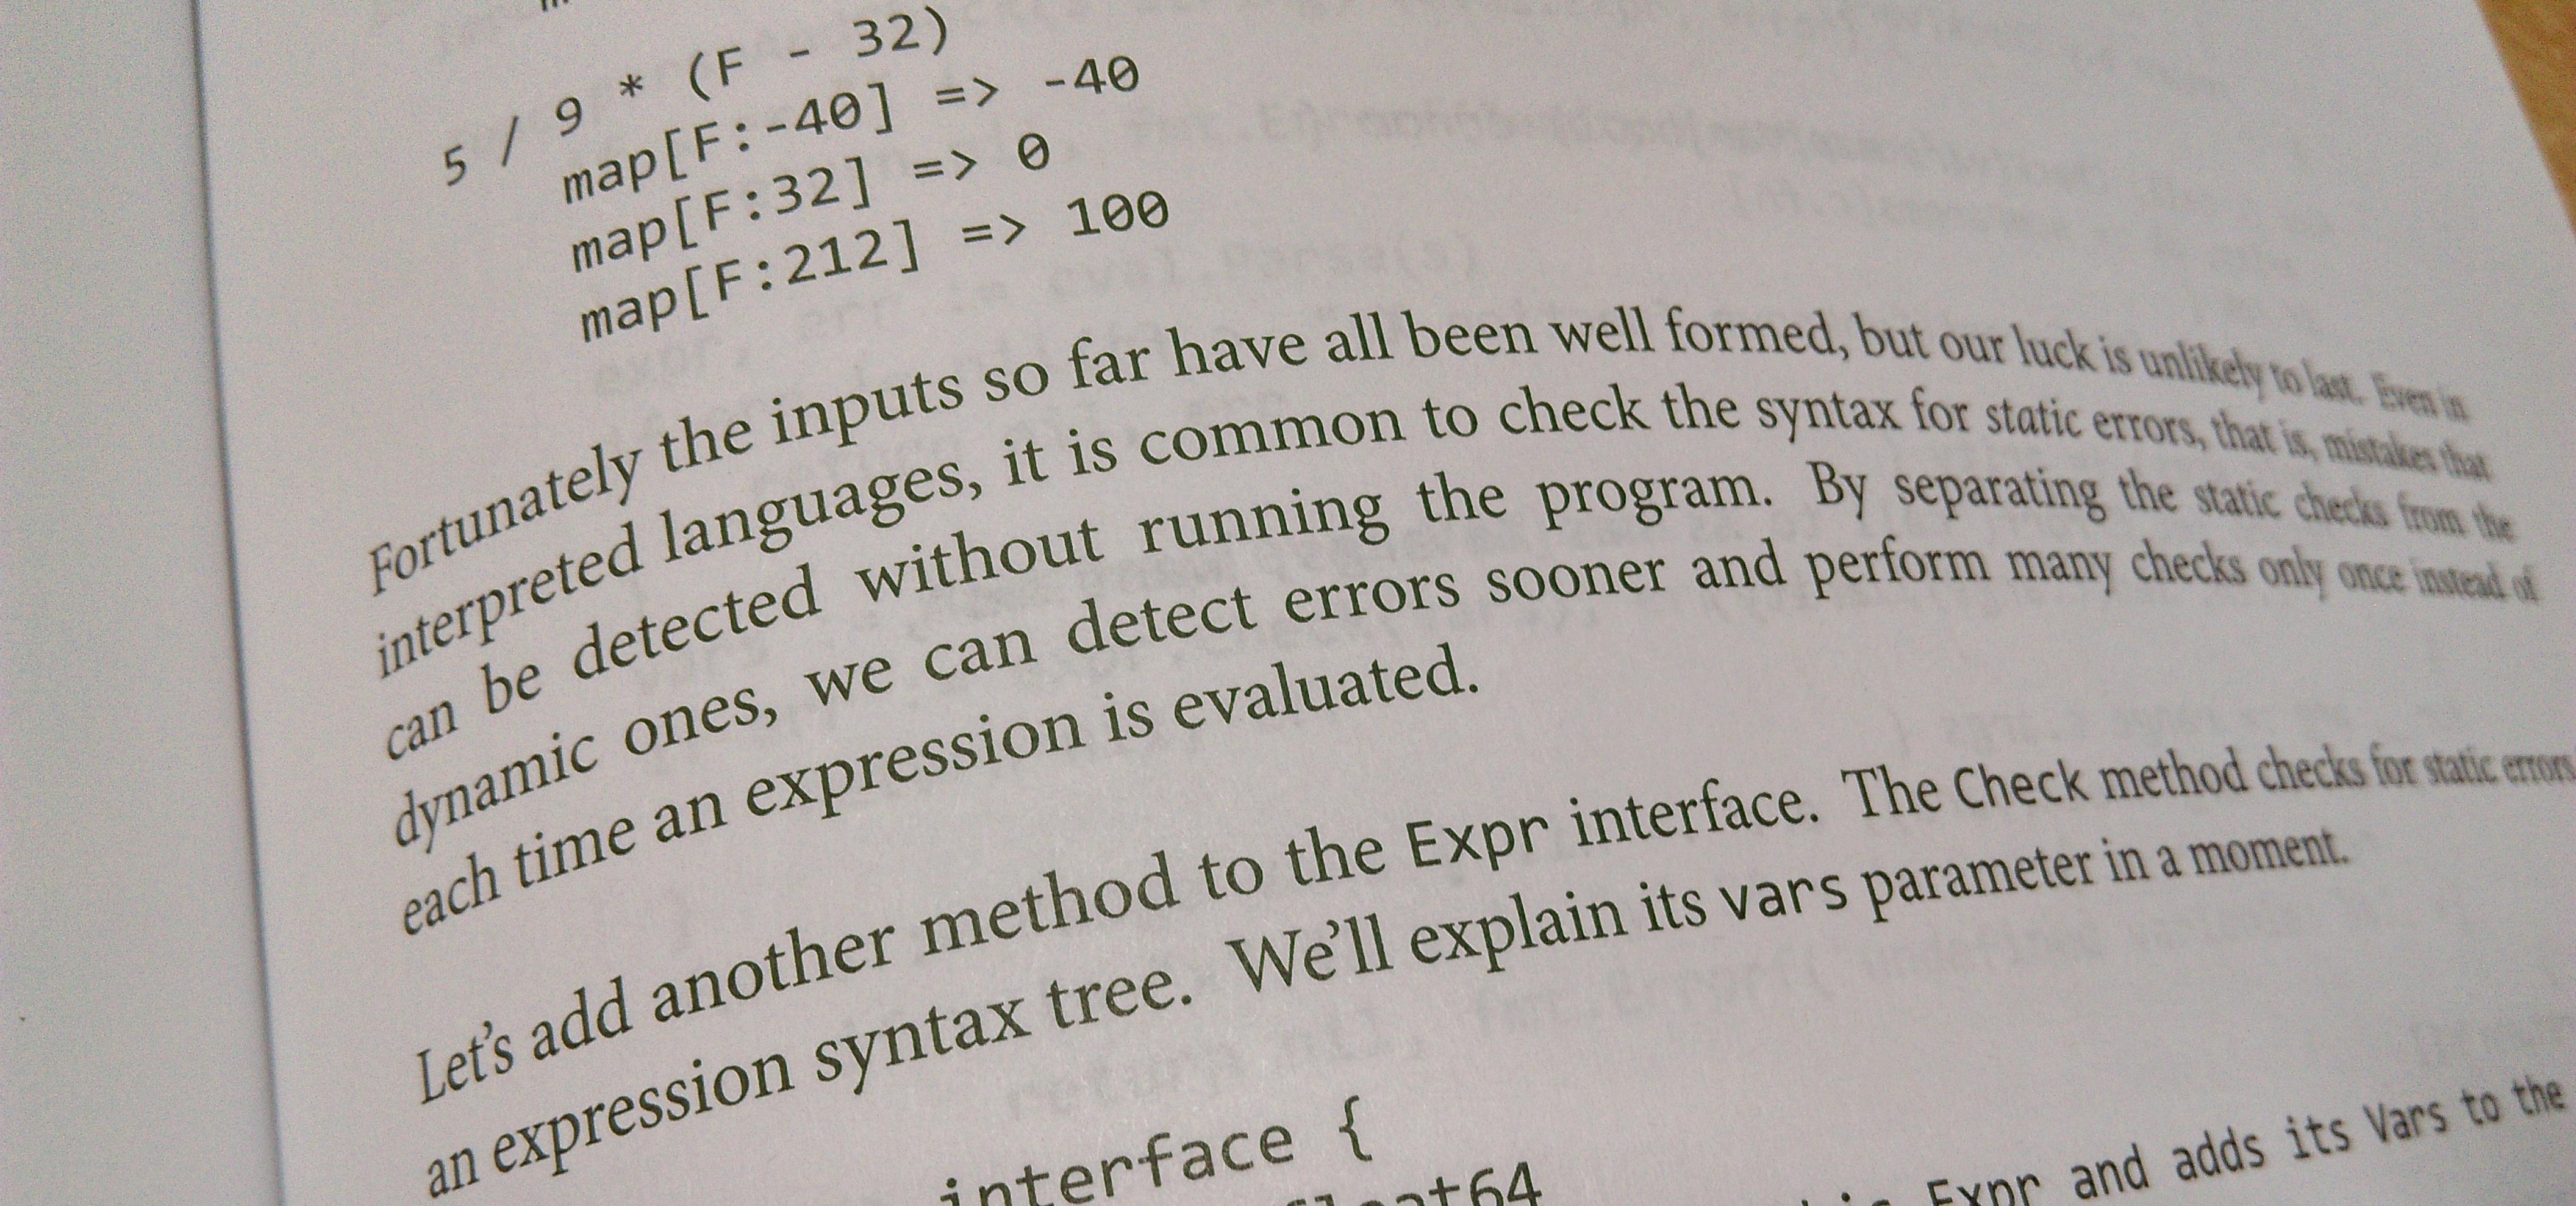 5 / 9 * (F - 32)
map[F:-40] => -40
map[F:32] => 0
map[F:212] => 100
Fortunately the inputs so far have all been well formed, but our luck is unlikely to last. Even in
interpreted languages, it is common to check the syntax for static errors, that is, mistakes that
can be detected without running the program. By separating the static checks from the
dynamic ones, we can detect errors sooner and perform many checks only once instead of
each time an expression is evaluated.
Let's add another method to the Expr interface. The Check method checks for static errors
an expression syntax tree. We'll explain its vars parameter in a moment.
interface {
float64
Expr and adds its Vars to the